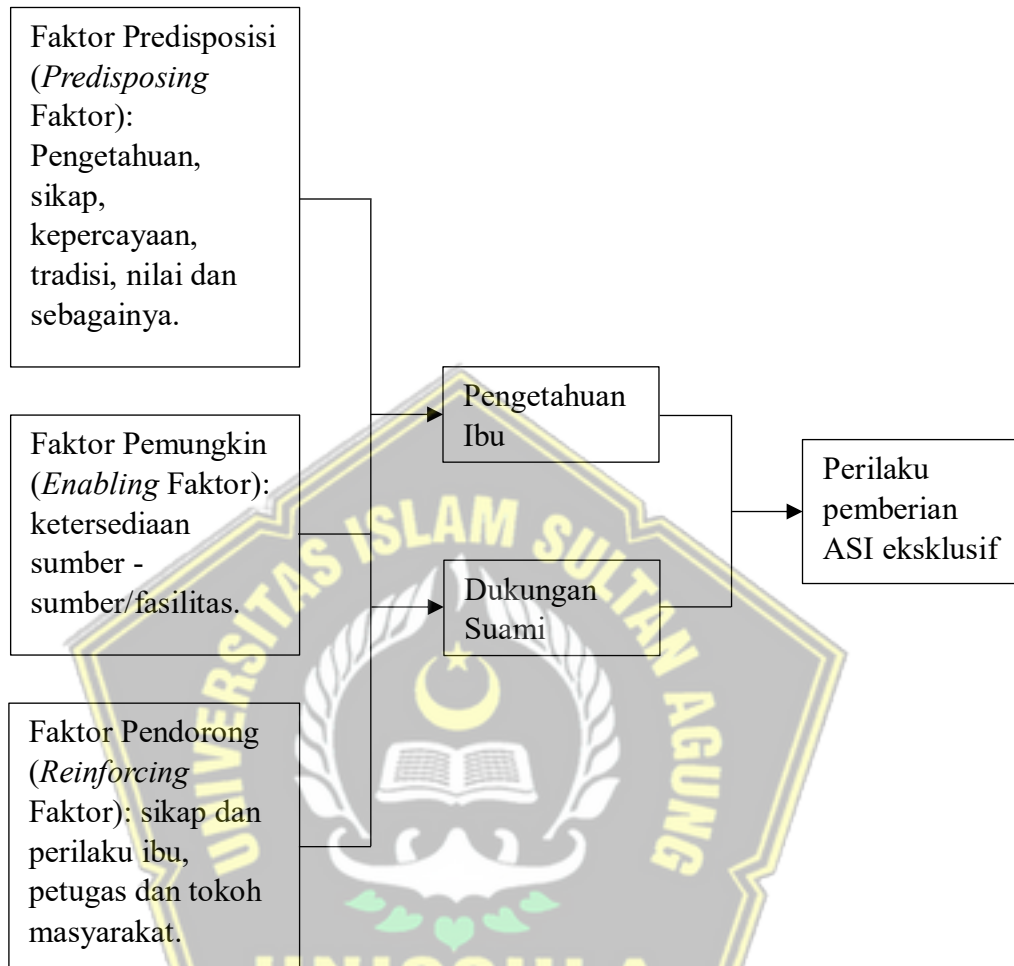 Faktor Predisposisi
(Predisposing
Faktor):
Pengetahuan,
sikap,
kepercayaan,
tradisi, nilai dan
sebagainya.
Faktor Pemungkin
(Enabling Faktor):
ketersediaan
sumber -
sumber/fasilitas.
Faktor Pendorong
(Reinforcing
Faktor): sikap dan
perilaku ibu,
petugas dan tokoh
masyarakat.
Pengetahuan
Ibu
Dukungan
Suami
Perilaku
pemberian
ASI eksklusif
UNIVERSITAS ISLAM SULTAN AGUNG
UNISSULA